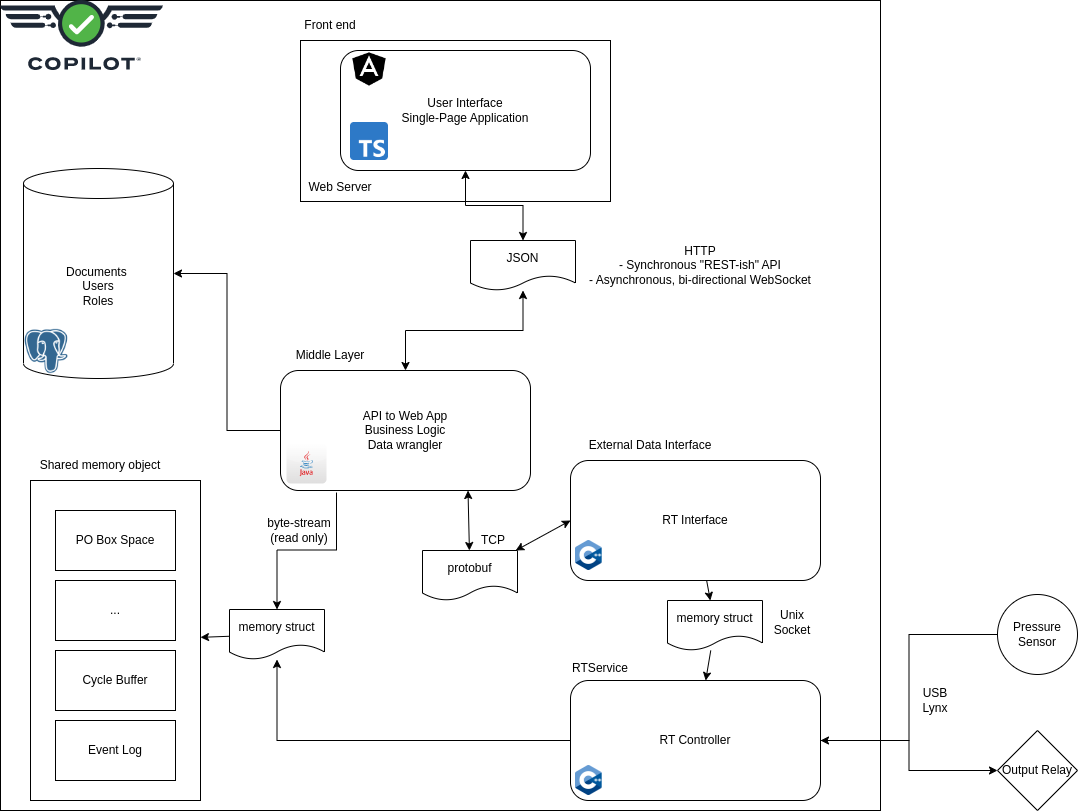 COPILOT®
Front end
A
User Interface
Single-Page Application
TS
Web Server
JSON
HTTP
- Synchronous "REST-ish" API
- Asynchronous, bi-directional WebSocket
Documents
Users
Roles
Middle Layer
API to Web App
Business Logic
Data wrangler
Java
External Data Interface
RT Interface
C++
Shared memory object
PO Box Space
...
Cycle Buffer
Event Log
byte-stream
(read only)
TCP
protobuf
memory struct
memory struct
Unix
Socket
RTService
RT Controller
C++
Pressure
Sensor
USB
Lynx
Output Relay